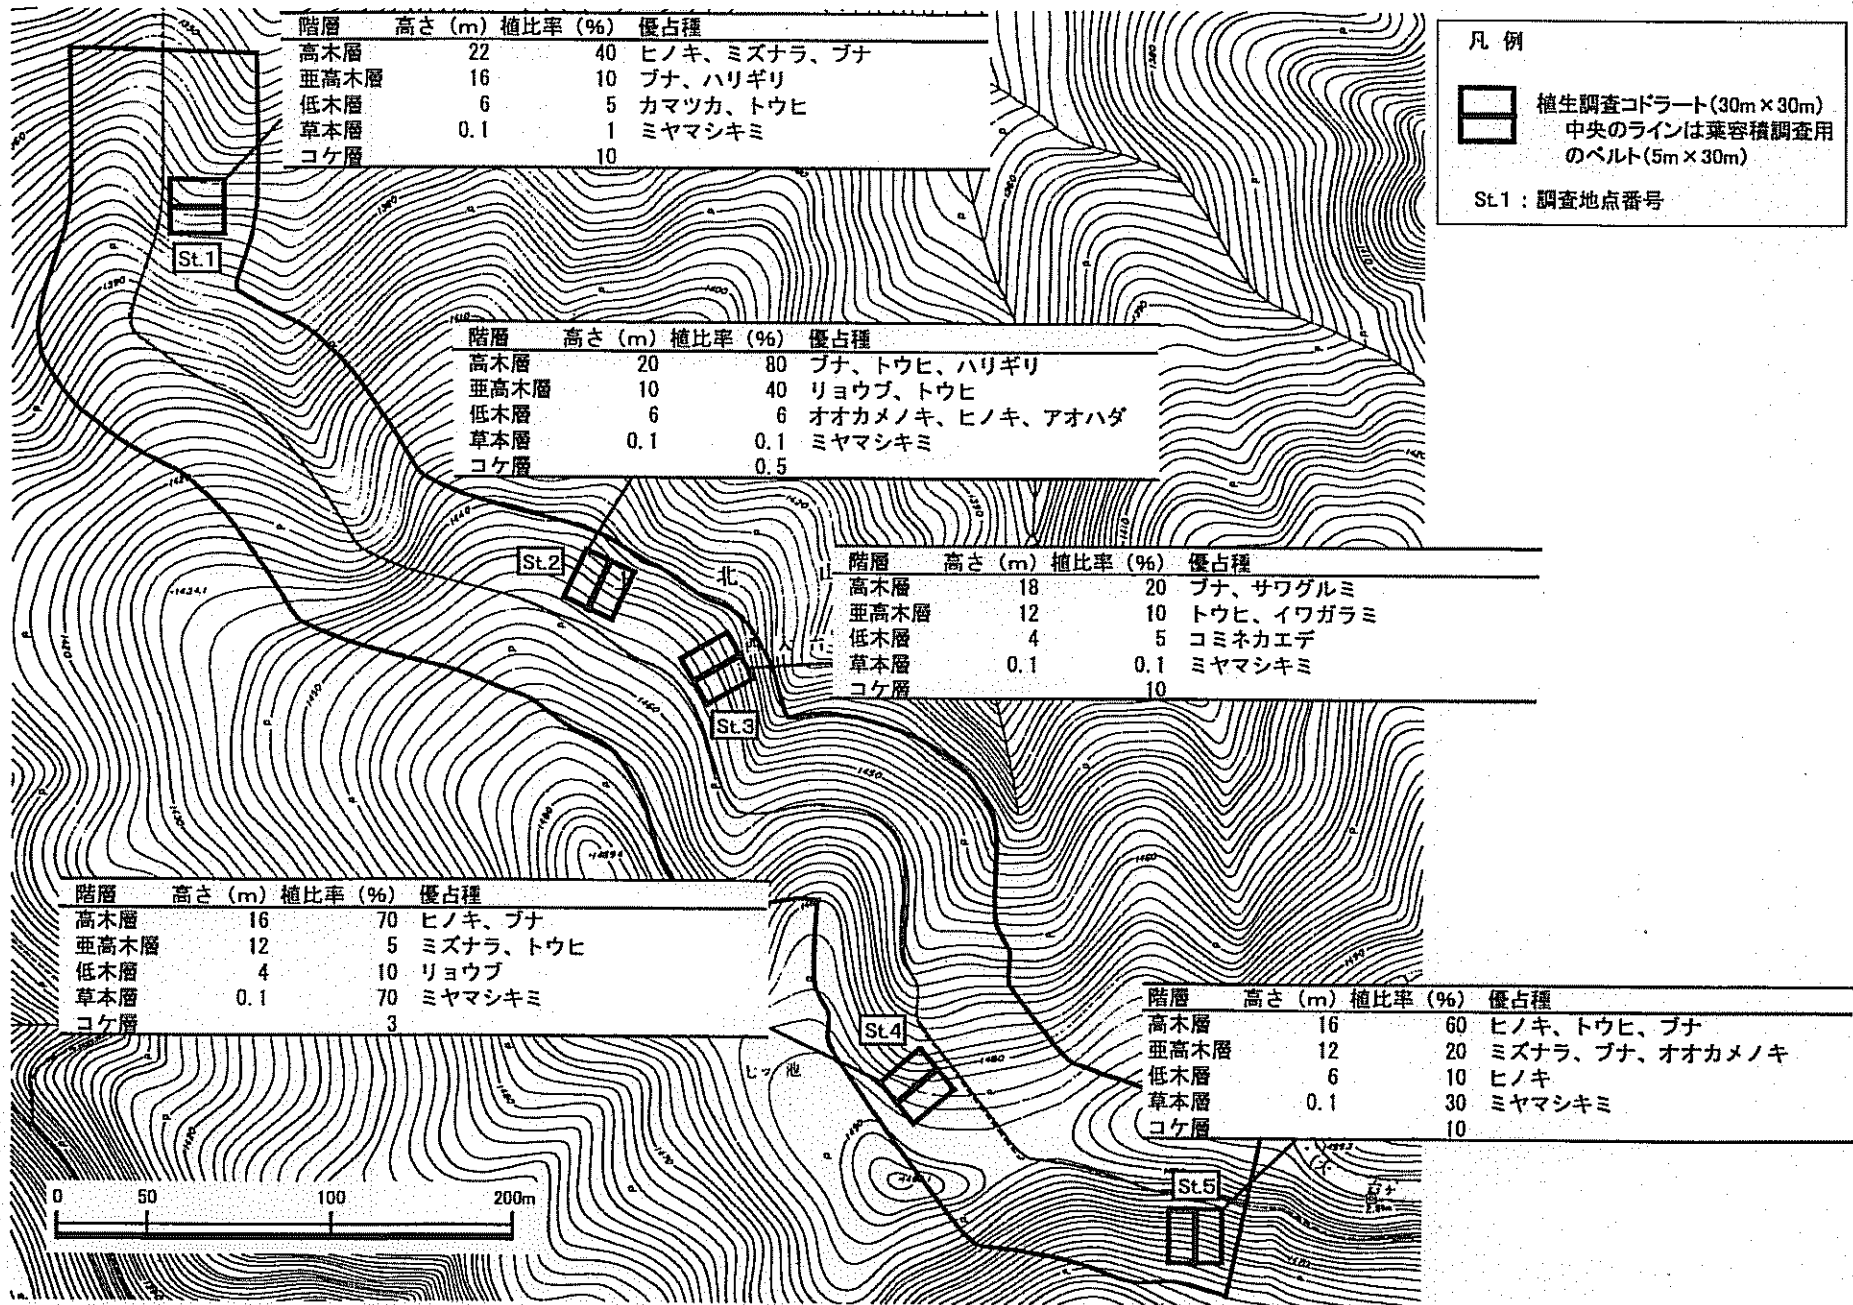 階層 高さ (m) 植比率 (%) 優占種
高木層 22 40 ヒノキ、ミズナラ、ブナ
亜高木層 16 10 ブナ、ハリギリ
低木層 6 5 カマツカ、トウヒ
草本層 0.1 1 ミヤマシキミ
コケ層 10
凡 例
植生調査コドラート(30m×30m)
中央のラインは葉容積調査用
のベルト(5m×30m)
St.1 : 調査地点番号
St.1
階層 高さ (m) 植比率 (%) 優占種
高木層 20 80 ブナ、トウヒ、ハリギリ
亜高木層 10 40 リョウブ、トウヒ
低木層 6 6 オオカメノキ、ヒノキ、アオハダ
草本層 0.1 0.1 ミヤマシキミ
コケ層 0.5
St.2
北 山
階層 高さ (m) 植比率 (%) 優占種
高木層 18 20 ブナ、サワグルミ
亜高木層 12 10 トウヒ、イワガラミ
低木層 4 5 コミネカエデ
草本層 0.1 0.1 ミヤマシキミ
コケ層 10
St.3
階層 高さ (m) 植比率 (%) 優占種
高木層 16 70 ヒノキ、ブナ
亜高木層 12 5 ミズナラ、トウヒ
低木層 4 10 リョウブ
草本層 0.1 70 ミヤマシキミ
コケ層 3
St.4
階層 高さ (m) 植比率 (%) 優占種
高木層 16 60 ヒノキ、トウヒ、ブナ
亜高木層 12 20 ミズナラ、ブナ、オオカメノキ
低木層 6 10 ヒノキ
草本層 0.1 30 ミヤマシキミ
コケ層 10
St.5
0 50 100 200m